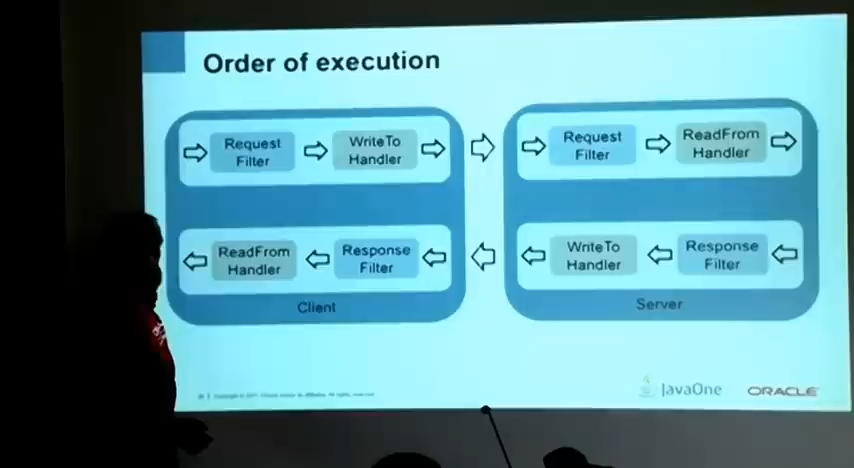 Order of execution
Request
Filter
WriteTo
Handler
Request
Filter
ReadFrom
Handler
ReadFrom
Handler
Response
Filter
WriteTo
Handler
Response
Filter
Client
Server
JavaOne
ORACLE